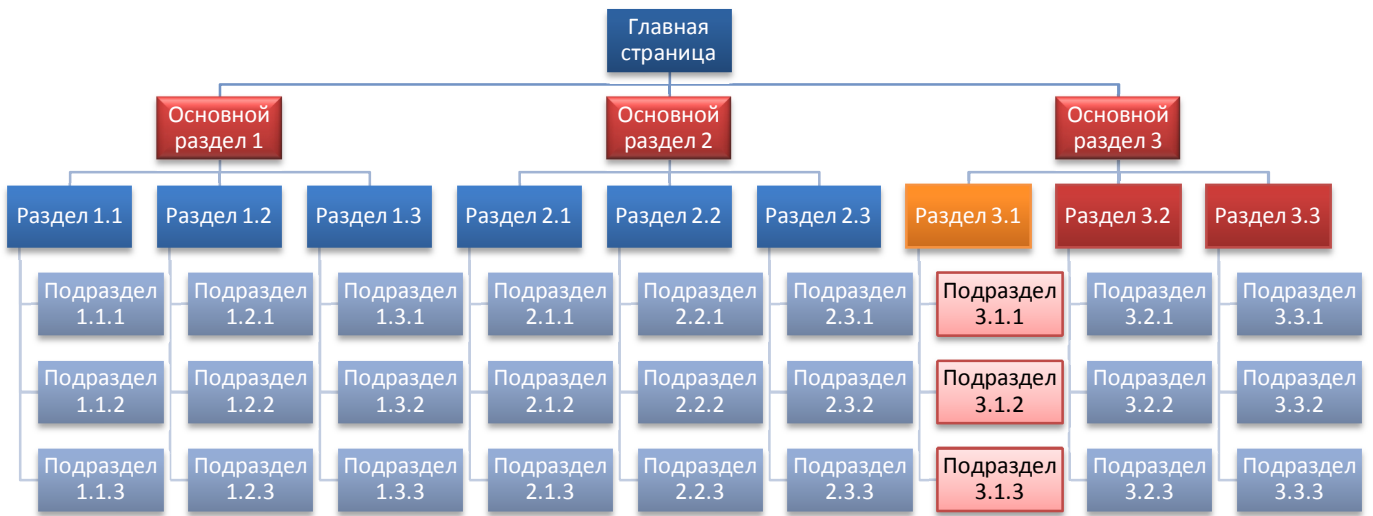 Главная
страница
Основной
раздел 1
Основной
раздел 2
Основной
раздел 3
Раздел 1.1
Раздел 1.2
Раздел 1.3
Раздел 2.1
Раздел 2.2
Раздел 2.3
Раздел 3.1
Раздел 3.2
Раздел 3.3
Подраздел
1.1.1
Подраздел
1.2.1
Подраздел
1.3.1
Подраздел
2.1.1
Подраздел
2.2.1
Подраздел
2.3.1
Подраздел
3.1.1
Подраздел
3.2.1
Подраздел
3.3.1
Подраздел
1.1.2
Подраздел
1.2.2
Подраздел
1.3.2
Подраздел
2.1.2
Подраздел
2.2.2
Подраздел
2.3.2
Подраздел
3.1.2
Подраздел
3.2.2
Подраздел
3.3.2
Подраздел
1.1.3
Подраздел
1.2.3
Подраздел
1.3.3
Подраздел
2.1.3
Подраздел
2.2.3
Подраздел
2.3.3
Подраздел
3.1.3
Подраздел
3.2.3
Подраздел
3.3.3